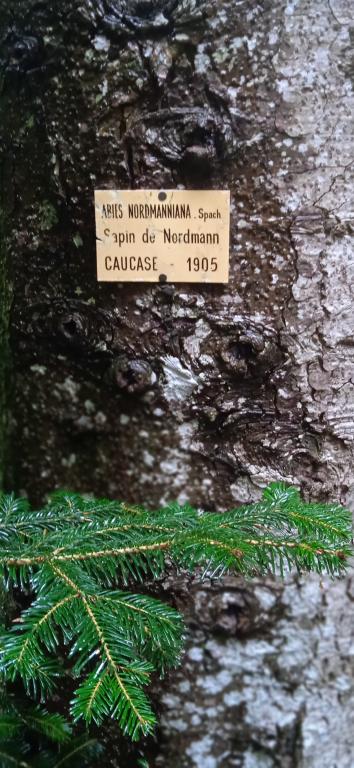 ABIES NORDMANNIANA . Spach
Sapin de Nordmann
CAUCASE - 1905